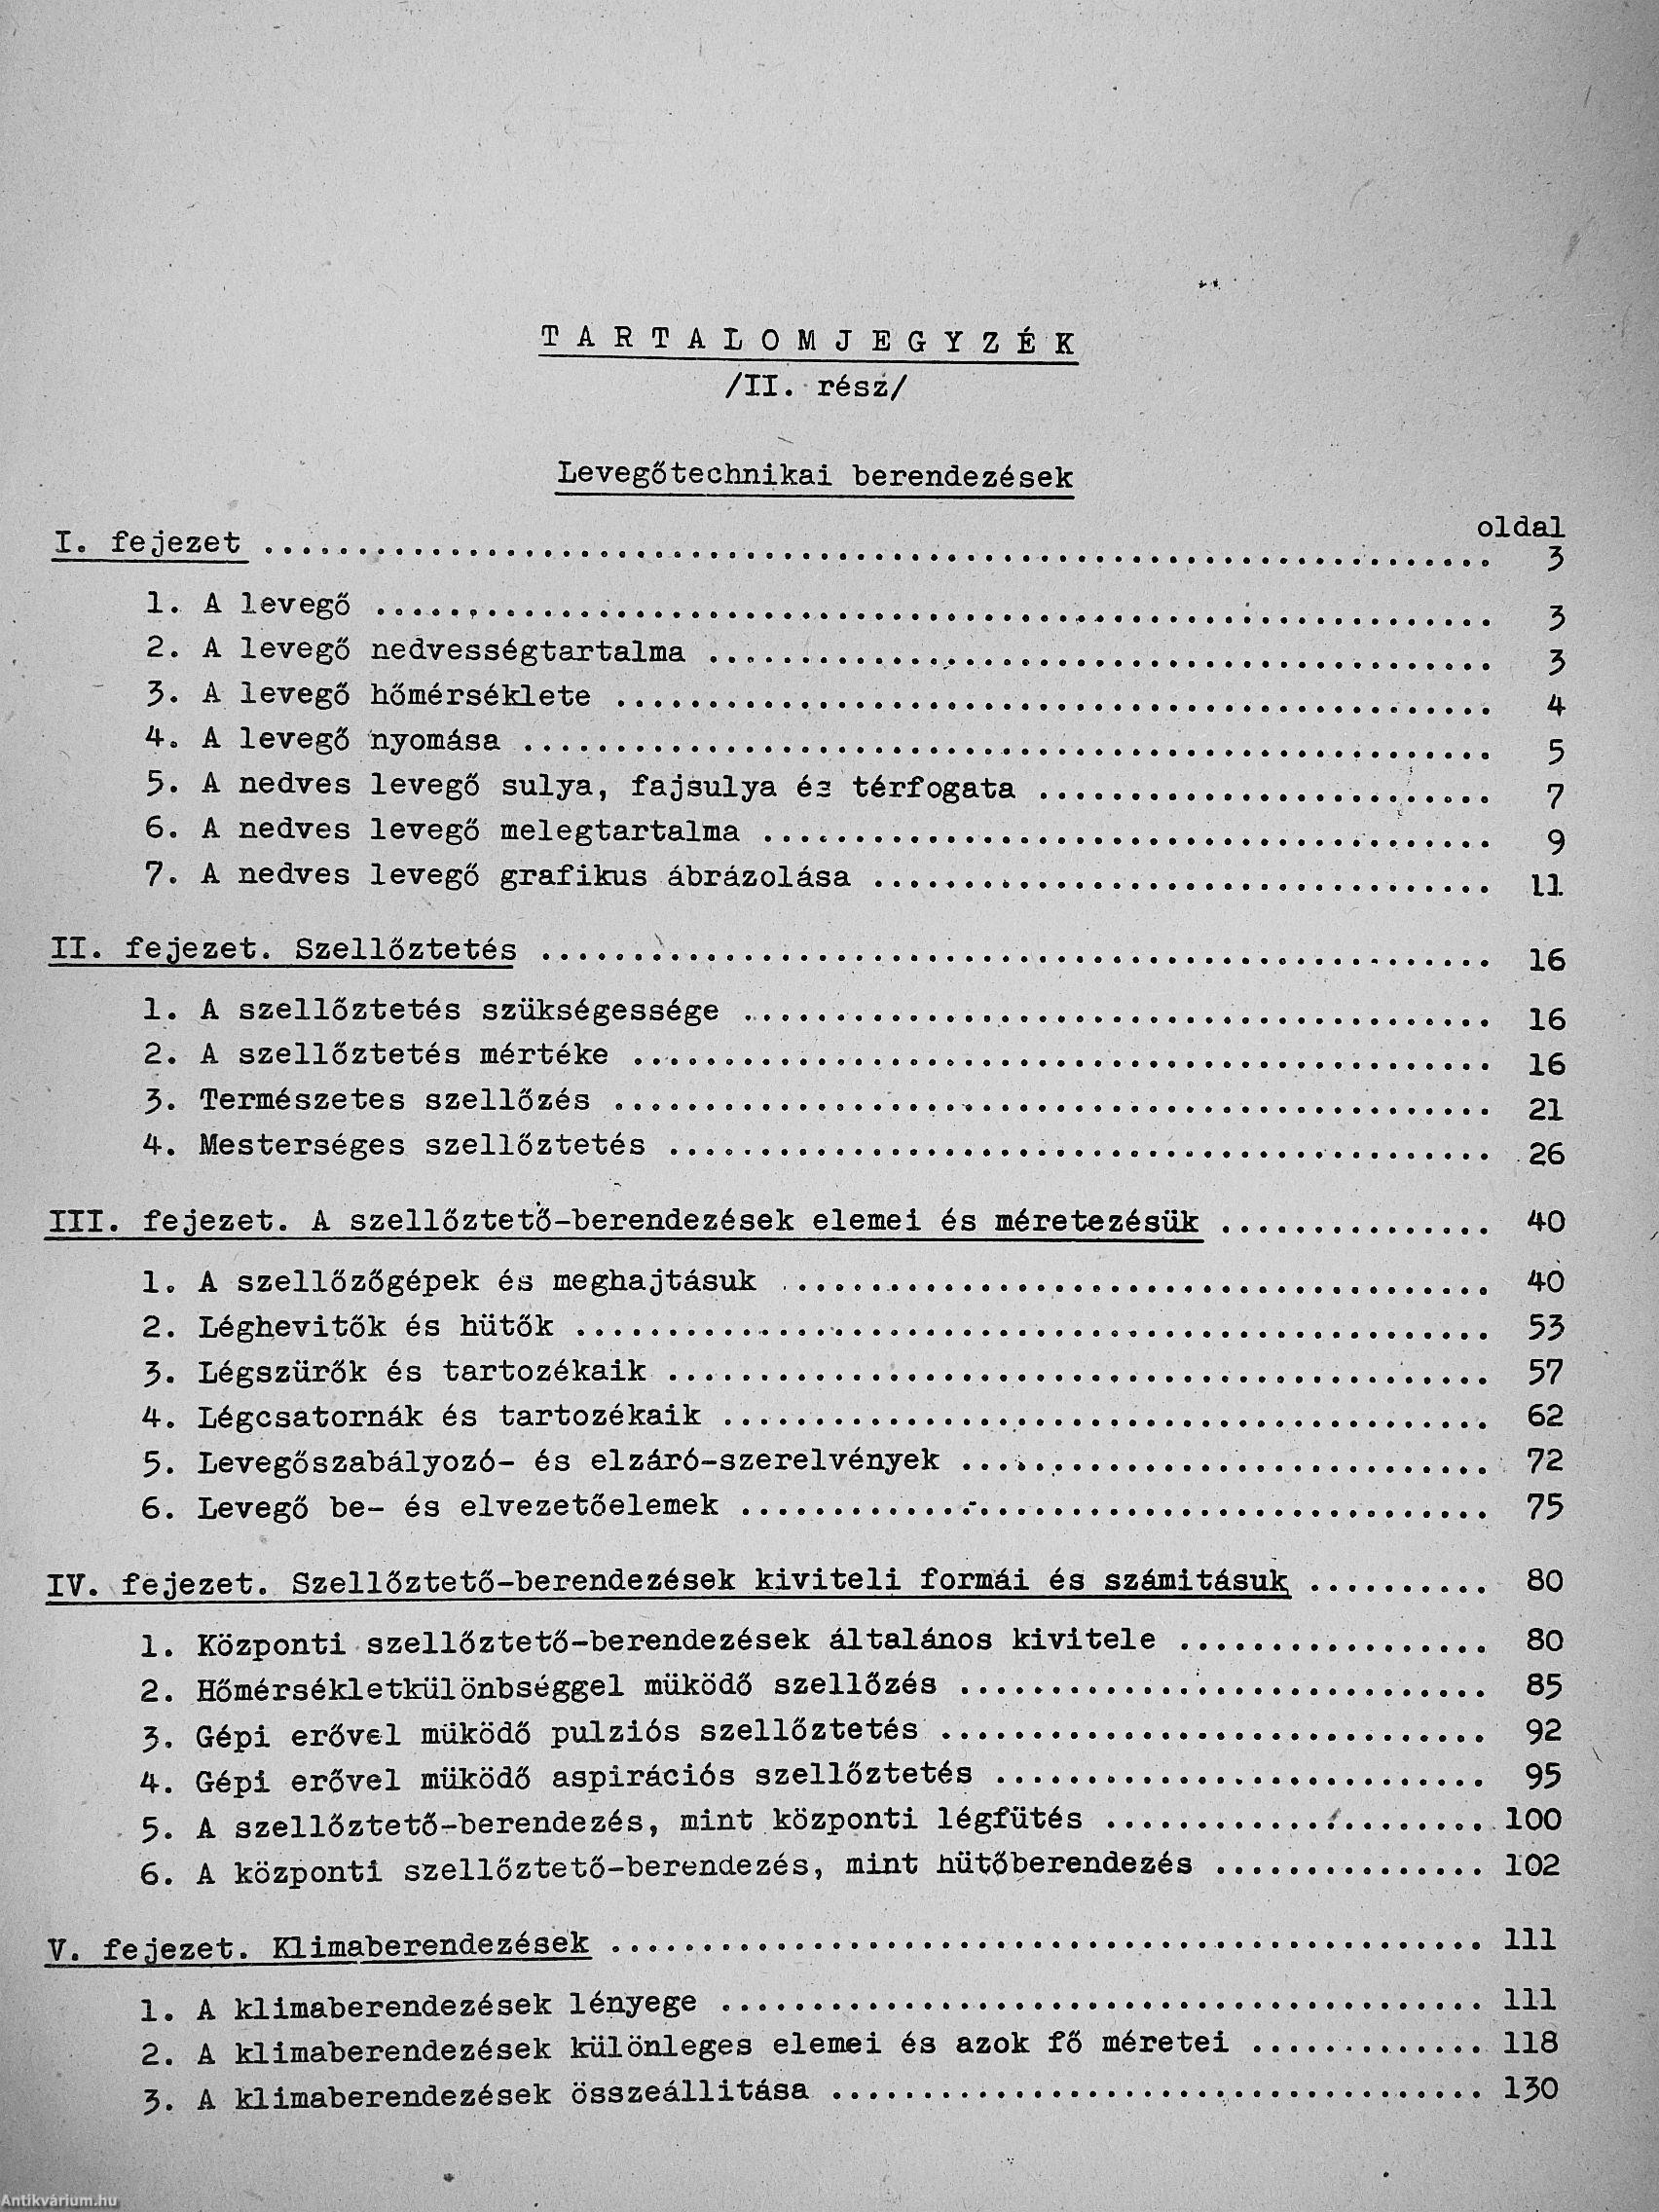 TARTALOMJEGYZÉK
/II. rész/
Levegőtechnikai berendezések
oldal
I. fejezet ........ 3
1. A levegő ........ 3
2. A levegő nedvességtartalma ........ 3
3. A levegő hőmérséklete ........ 4
4. A levegő nyomása ........ 5
5. A nedves levegő sulya, fajsulya és térfogata ........ 7
6. A nedves levegő melegtartalma ........ 9
7. A nedves levegő grafikus ábrázolása ........ 11
II. fejezet. Szellőztetés ........ 16
1. A szellőztetés szükségessége ........ 16
2. A szellőztetés mértéke ........ 16
3. Természetes szellőzés ........ 21
4. Mesterséges szellőztetés ........ 26
III. fejezet. A szellőztető-berendezések elemei és méretezésük ........ 40
1. A szellőzőgépek és meghajtásuk ........ 40
2. Léghevitők és hütők ........ 53
3. Légszürők és tartozékaik ........ 57
4. Légcsatornák és tartozékaik ........ 62
5. Levegőszabályozó- és elzáró-szerelvények ........ 72
6. Levegő be- és elvezetőelemek ........ 75
IV. fejezet. Szellőztető-berendezések kiviteli formái és számitásuk ........ 80
1. Központi szellőztető-berendezések általános kivitele ........ 80
2. Hőmérsékletkülönbséggel müködő szellőzés ........ 85
3. Gépi erővel müködő pulziós szellőztetés ........ 92
4. Gépi erővel müködő aspirációs szellőztetés ........ 95
5. A szellőztető-berendezés, mint központi légfütés ........ 100
6. A központi szellőztető-berendezés, mint hütőberendezés ........ 102
V. fejezet. Klimaberendezések ........ 111
1. A klimaberendezések lényege ........ 111
2. A klimaberendezések különleges elemei és azok fő méretei ........ 118
3. A klimaberendezések összeállitása ........ 130
Antikvárium.hu